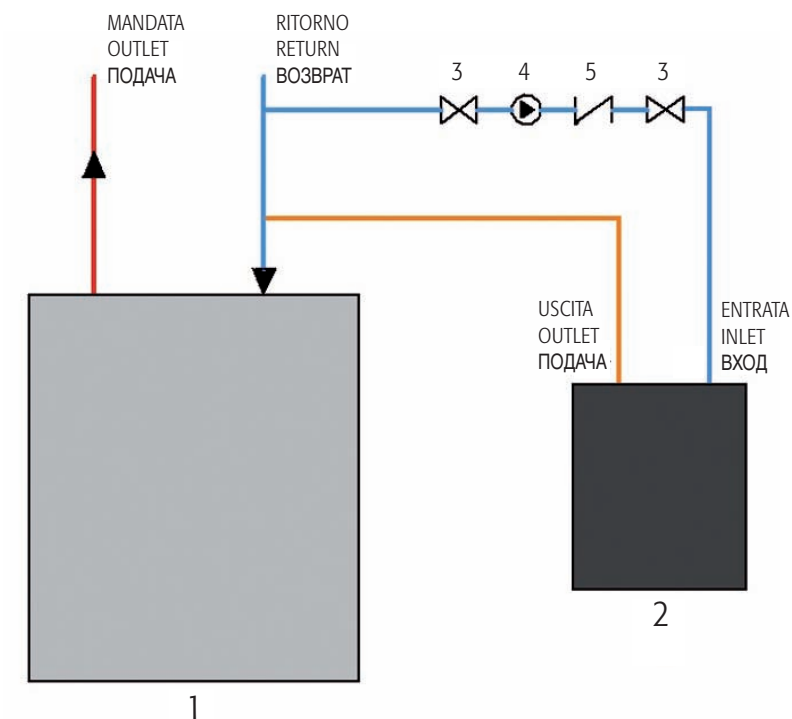 MANDATA
OUTLET
ПОДАЧА
RITORNO
RETURN
ВОЗВРАТ
3
4
5
3
USCITA
OUTLET
ПОДАЧА
ENTRATA
INLET
ВХОД
2
1